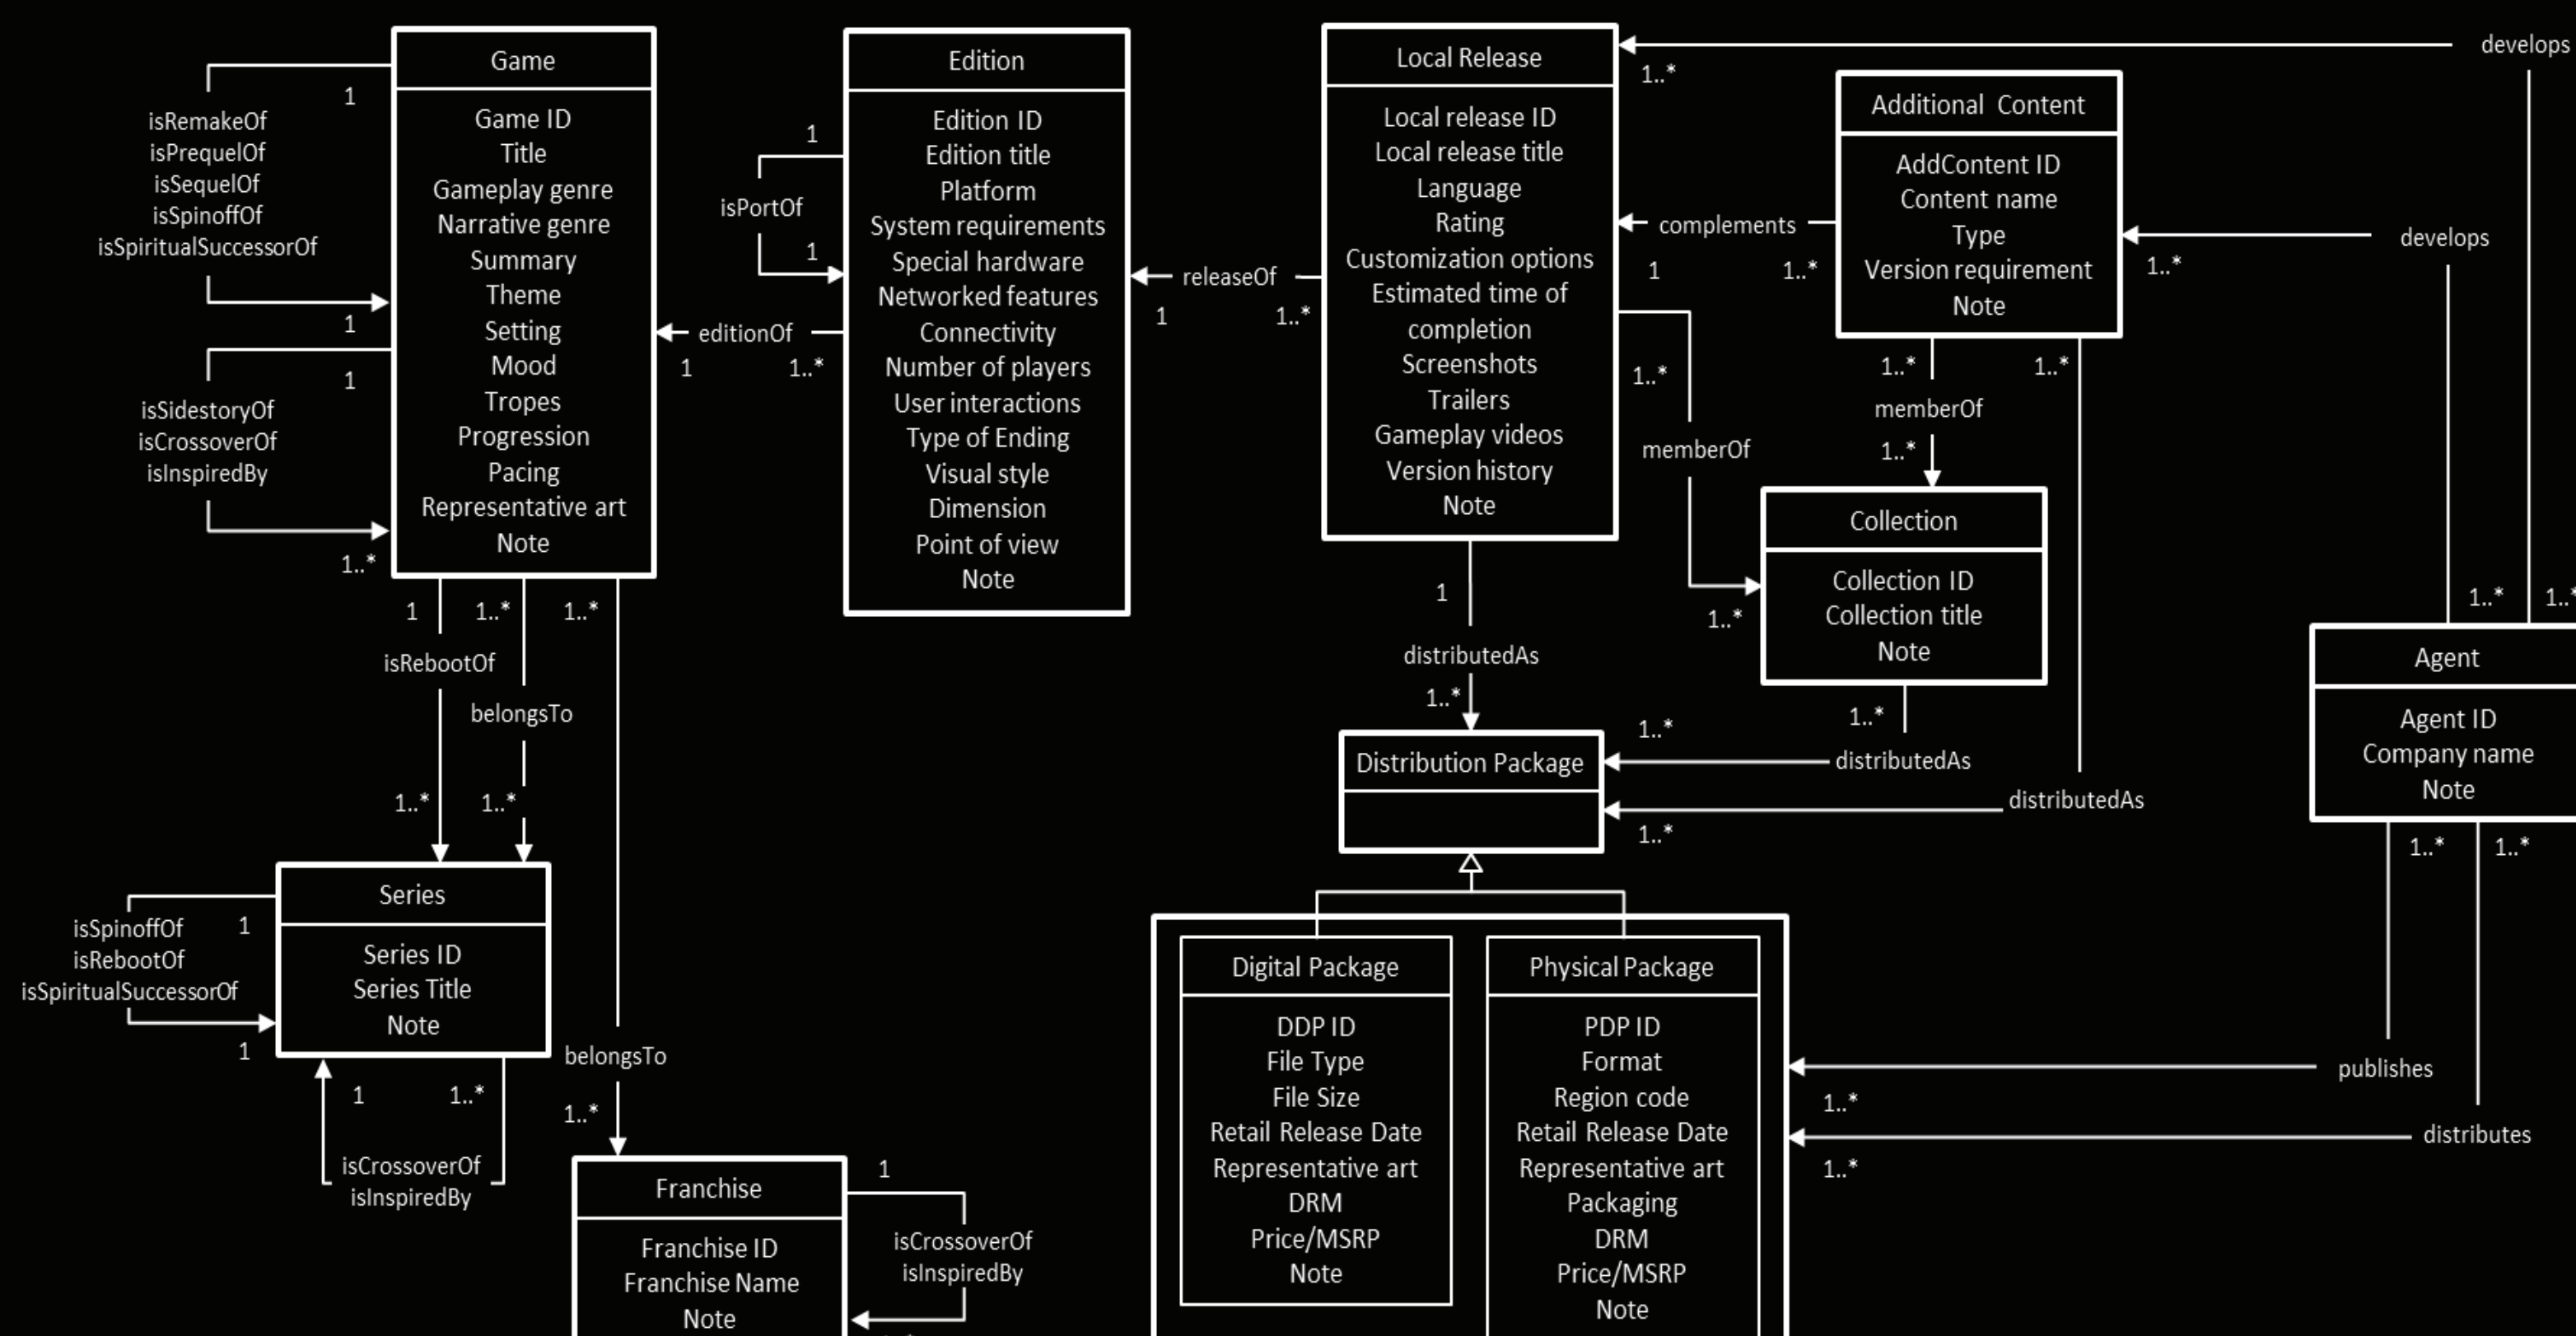 Game
Game ID
Title
Gameplay genre
Narrative genre
Summary
Theme
Setting
Mood
Tropes
Progression
Pacing
Representative art
Note
1
isRemakeOf
isPrequelOf
isSequelOf
isSpinoffOf
isSpiritualSuccessorOf
1
1
isSidestoryOf
isCrossoverOf
isInspiredBy
1..*
Edition
Edition ID
Edition title
Platform
System requirements
Special hardware
Networked features
Connectivity
Number of players
User interactions
Type of Ending
Visual style
Dimension
Point of view
Note
1
isPortOf
1
editionOf
1
1..*
Local Release
Local release ID
Local release title
Language
Rating
Customization options
Estimated time of
completion
Screenshots
Trailers
Gameplay videos
Version history
Note
releaseOf
1
1..*
develops
1..*
Additional Content
AddContent ID
Content name
Type
Version requirement
Note
complements
1
1..*
develops
1..*
1..*
memberOf
1..*
1..*
memberOf
1..*
1..*
Collection
Collection ID
Collection title
Note
1..*
1..*
Agent
Agent ID
Company name
Note
1
distributedAs
1..*
1..*
distributedAs
1..*
distributedAs
1..*
Distribution Package
1
1..*
1..*
isRebootOf
belongsTo
1..*
1..*
Series
Series ID
Series Title
Note
1
isSpinoffOf
isRebootOf
isSpiritualSuccessorOf
1
1
1..*
isCrossoverOf
isInspiredBy
belongsTo
1..*
Franchise
Franchise ID
Franchise Name
Note
1
isCrossoverOf
isInspiredBy
Digital Package
DDP ID
File Type
File Size
Retail Release Date
Representative art
DRM
Price/MSRP
Note
Physical Package
PDP ID
Format
Region code
Retail Release Date
Representative art
Packaging
DRM
Price/MSRP
Note
1..*
1..*
publishes
1..*
distributes
1..*